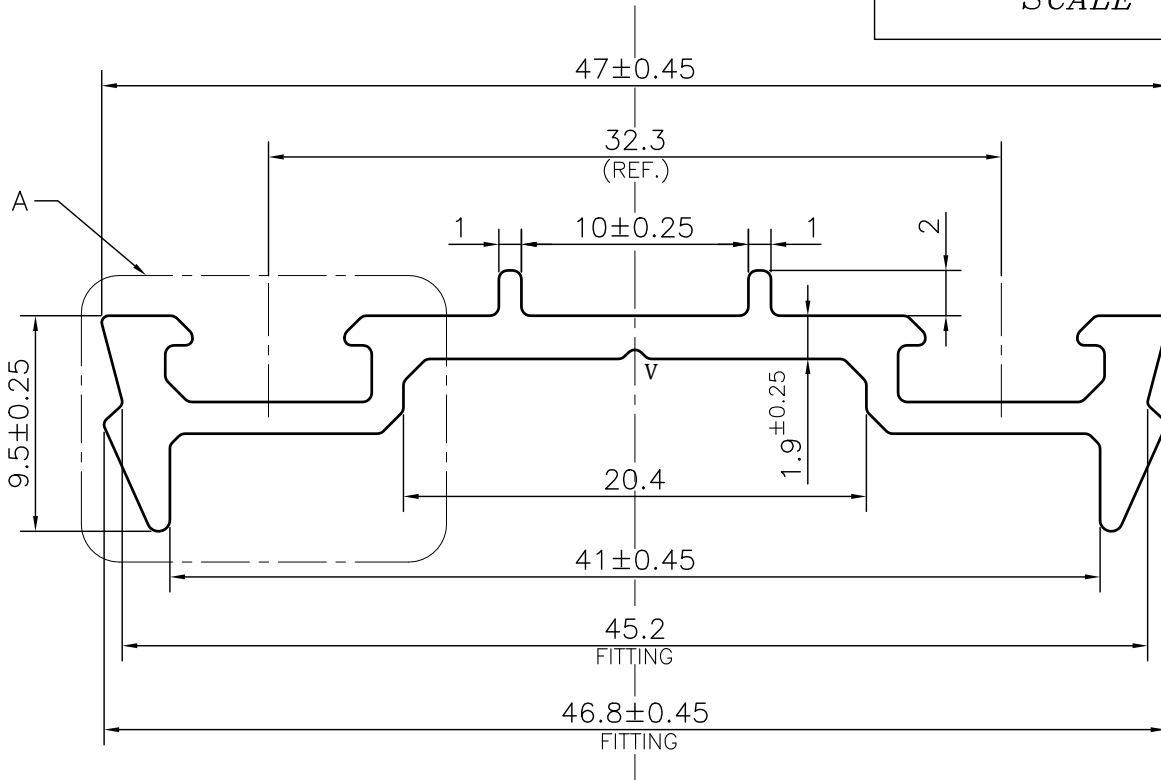 SCALE
47±0.45
32.3
(REF.)
A
1
10±0.25
1
2
V
9.5±0.25
1.9±0.25
20.4
41±0.45
45.2
FITTING
46.8±0.45
FITTING